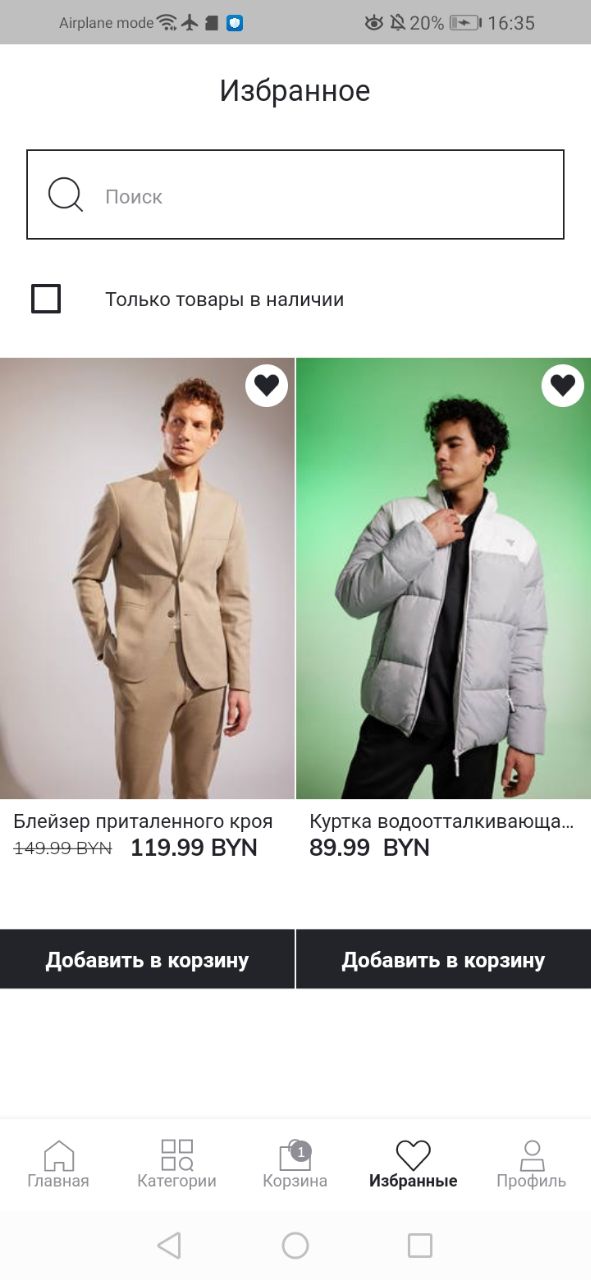 Airplane mode 20% 16:35
Избранное
Поиск
Только товары в наличии
Блейзер приталенного кроя
149.99 BYN 119.99 BYN
Куртка водоотталкивающа...
89.99 BYN
Добавить в корзину
Добавить в корзину
1
Главная Категории Корзина Избранные Профиль